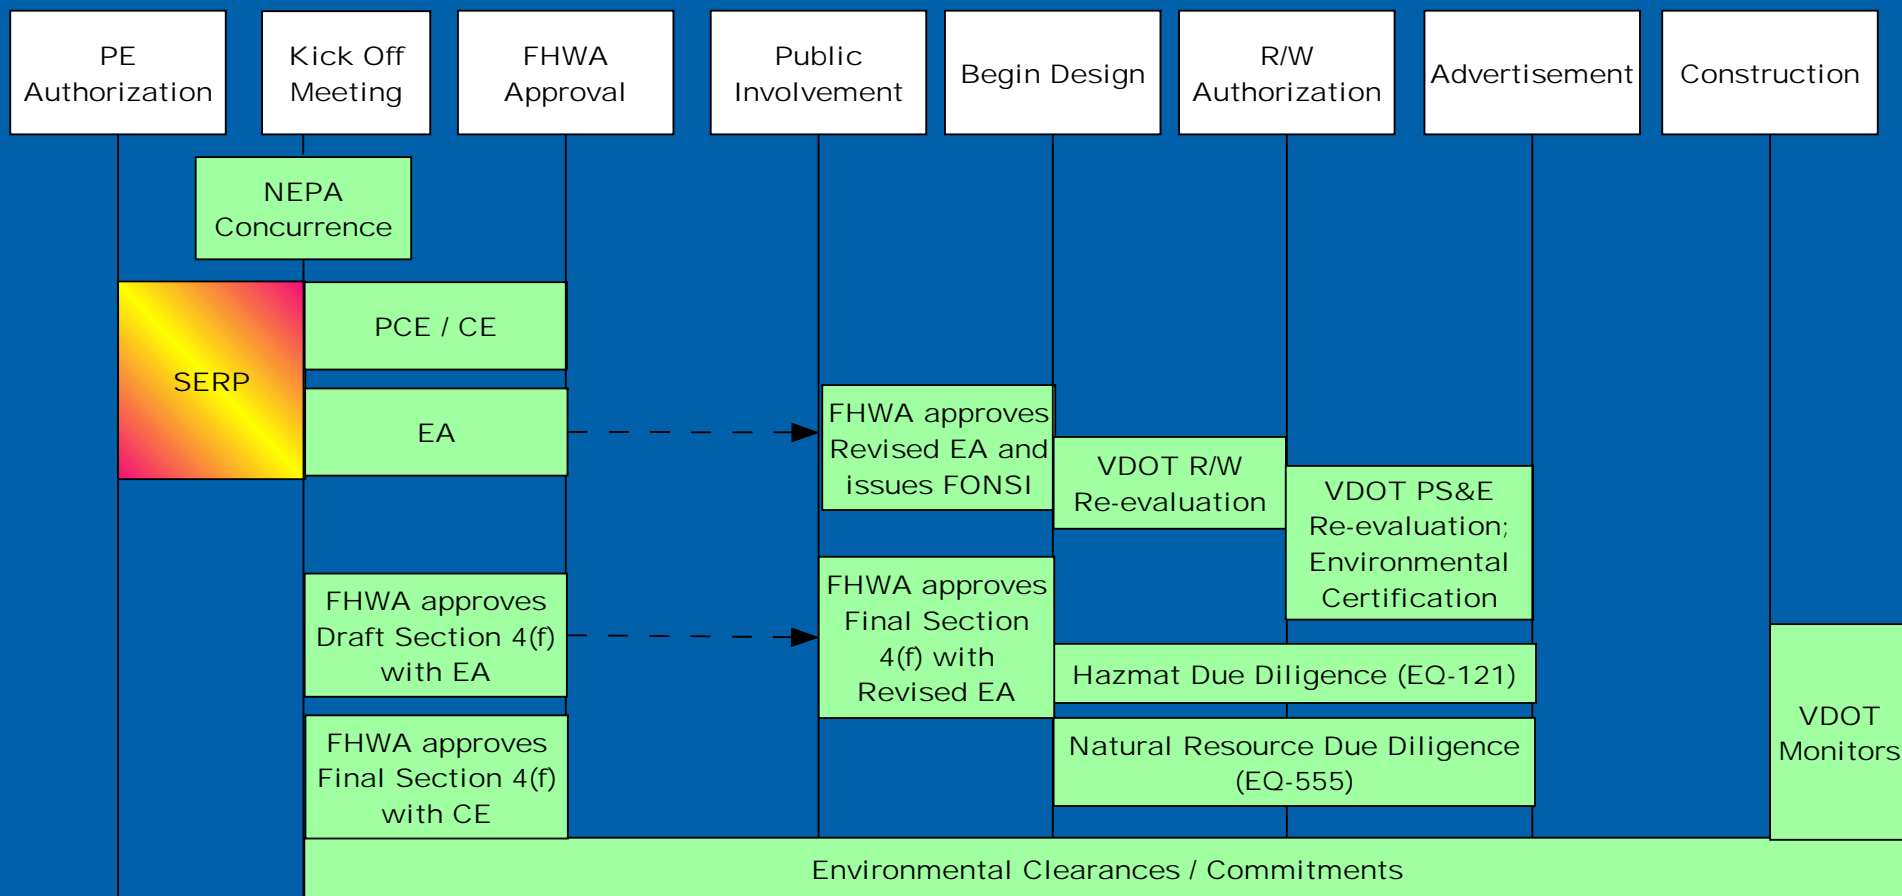 PE
Authorization
Kick Off
Meeting
FHWA
Approval
Public
Involvement
Begin Design
R/W
Authorization
Advertisement
Construction
NEPA
Concurrence
SERP
PCE / CE
EA
FHWA approves
Revised EA and
issues FONSI
VDOT R/W
Re-evaluation
VDOT PS&E
Re-evaluation;
Environmental
Certification
FHWA approves
Draft Section 4(f)
with EA
FHWA approves
Final Section
4(f) with
Revised EA
Hazmat Due Diligence (EQ-121)
FHWA approves
Final Section 4(f)
with CE
Natural Resource Due Diligence
(EQ-555)
VDOT
Monitors
Environmental Clearances / Commitments